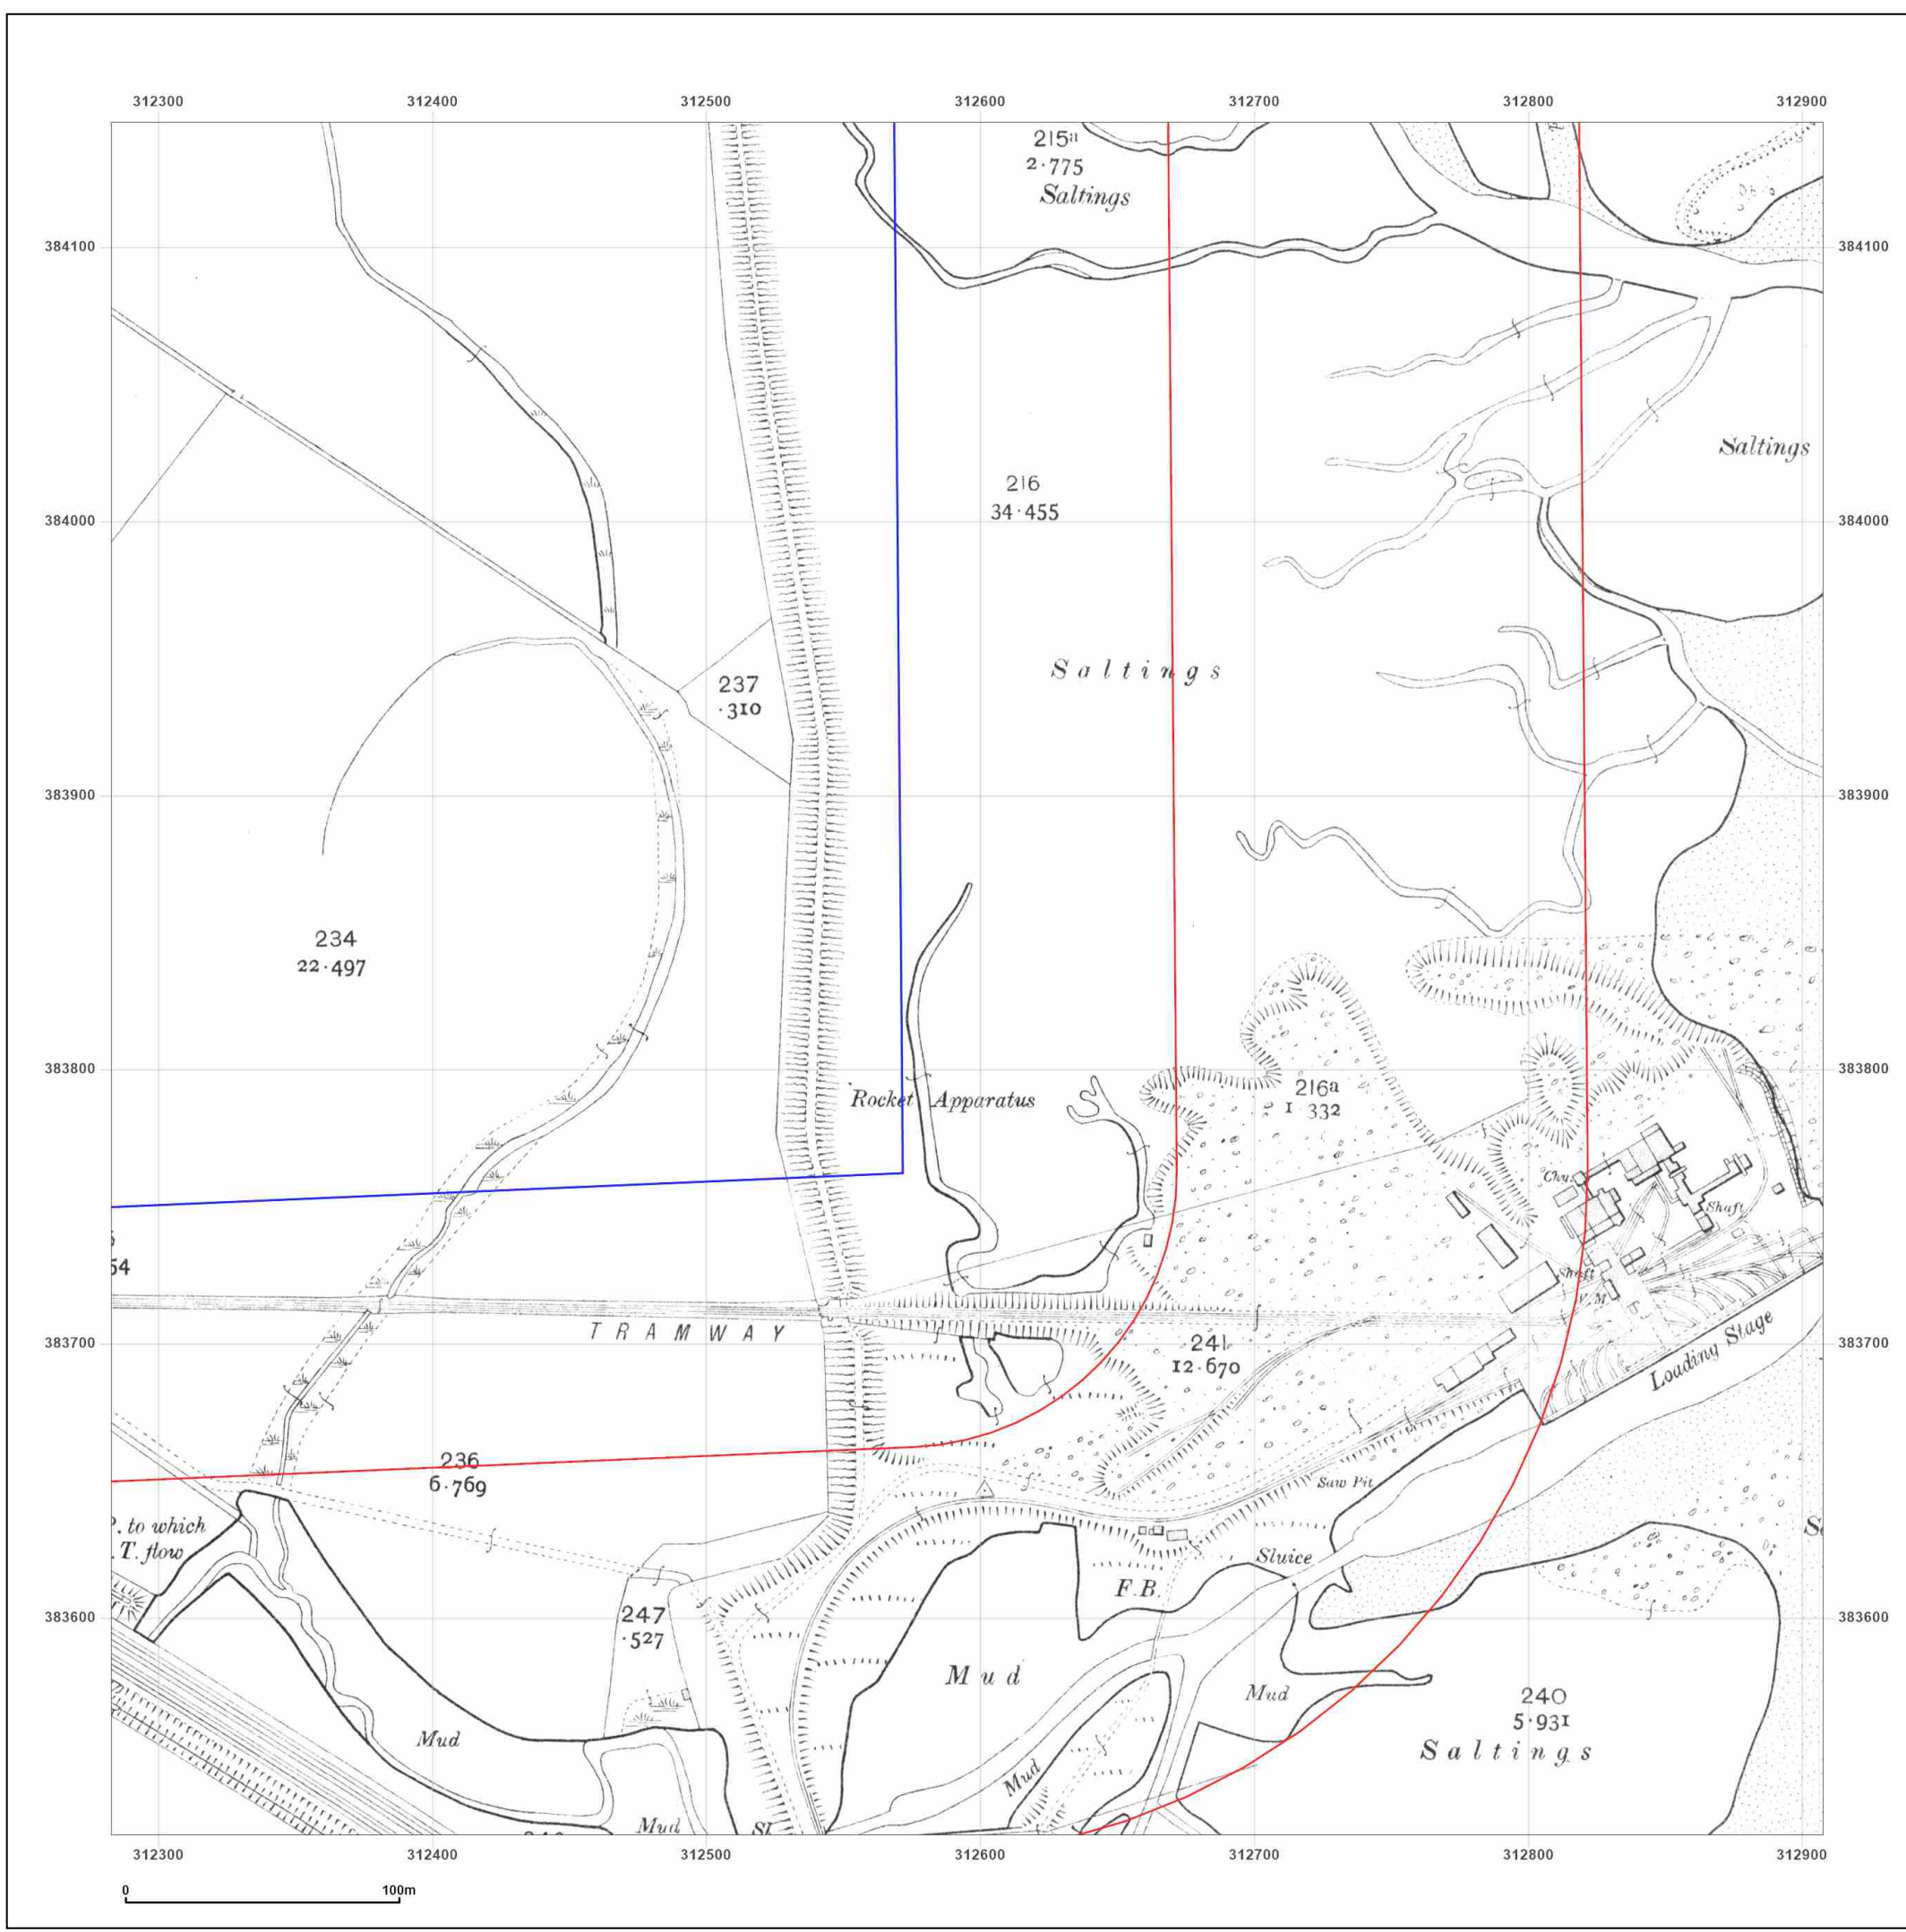 312300 312400 312500 312600 312700 312800 312900
215a
2·775
Saltings
384100 384100
Saltings
216
34·455
384000 384000
Saltings
237
·310
383900 383900
234
22·497
383800 383800
216a
1 332
Rocket Apparatus
Chy.
Shaft
54
Shaft
W.M.
TRAMWAY
383700 383700
241
12·670
Loading Stage
236
6·769
Saw Pit
P. to which
.T. flow
Sluice
F.B.
383600 383600
247
·527
Mud
Mud
240
5·931
Saltings
Mud
Mud
Mud
312300 312400 312500 312600 312700 312800 312900
0 100m